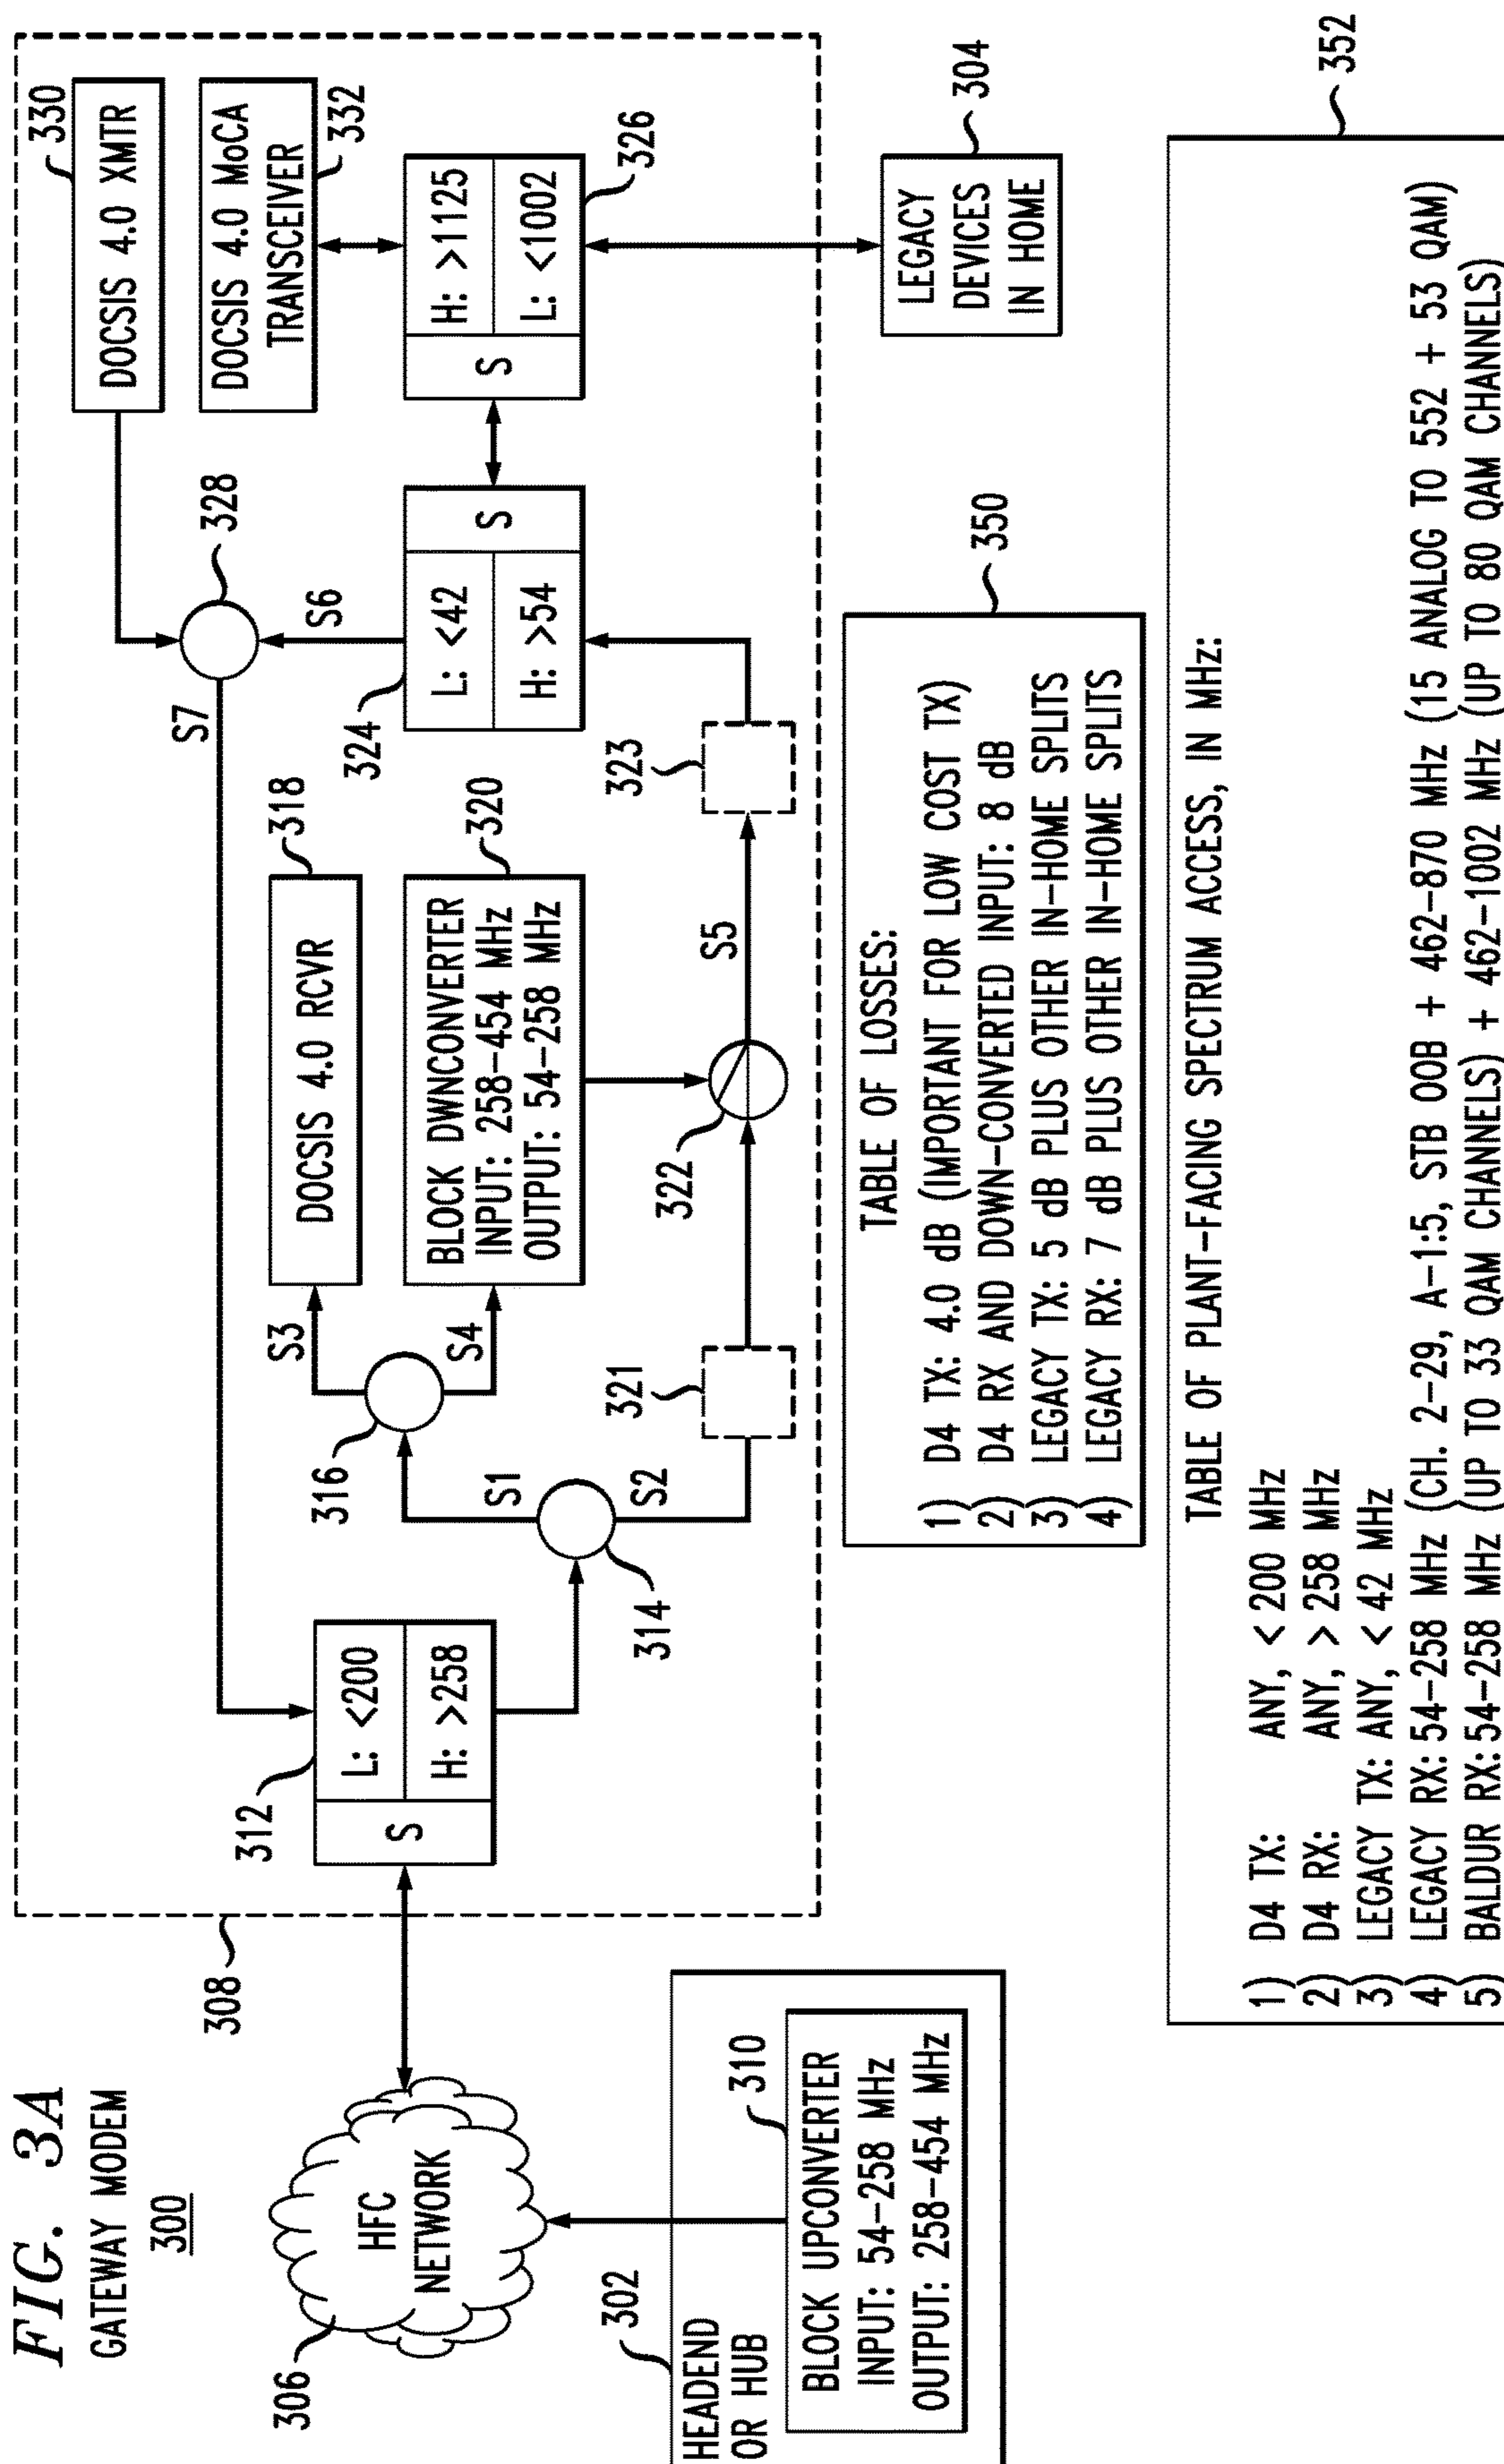 FIG. 3A
GATEWAY MODEM
300
306
HFC
NETWORK
302
HEADEND
OR HUB
310
BLOCK UPCONVERTER
INPUT: 54-258 MHz
OUTPUT: 258-454 MHz
308
312
S
L: <200
H: >258
314
S1
S2
316
S3
S4
318
DOCSIS 4.0 RCVR
320
BLOCK DWNCONVERTER
INPUT: 258-454 MHz
OUTPUT: 54-258 MHz
321
322
S5
323
324
L: <42
H: >54
S
S6
S7
328
330
DOCSIS 4.0 XMTR
DOCSIS 4.0 MoCA
TRANSCEIVER
332
S
H: >1125
L: <1002
326
LEGACY
DEVICES
IN HOME
304
TABLE OF LOSSES:
1) D4 TX: 4.0 dB (IMPORTANT FOR LOW COST TX)
2) D4 RX AND DOWN-CONVERTED INPUT: 8 dB
3) LEGACY TX: 5 dB PLUS OTHER IN-HOME SPLITS
4) LEGACY RX: 7 dB PLUS OTHER IN-HOME SPLITS
350
TABLE OF PLANT-FACING SPECTRUM ACCESS, IN MHz:
1) D4 TX: ANY, < 200 MHz
2) D4 RX: ANY, > 258 MHz
3) LEGACY TX: ANY, < 42 MHz
4) LEGACY RX: 54-258 MHz (CH. 2-29, A-1:5, STB OOB + 462-870 MHz (15 ANALOG TO 552 + 53 QAM)
5) BALDUR RX: 54-258 MHz (UP TO 33 QAM CHANNELS) + 462-1002 MHz (UP TO 80 QAM CHANNELS)
352